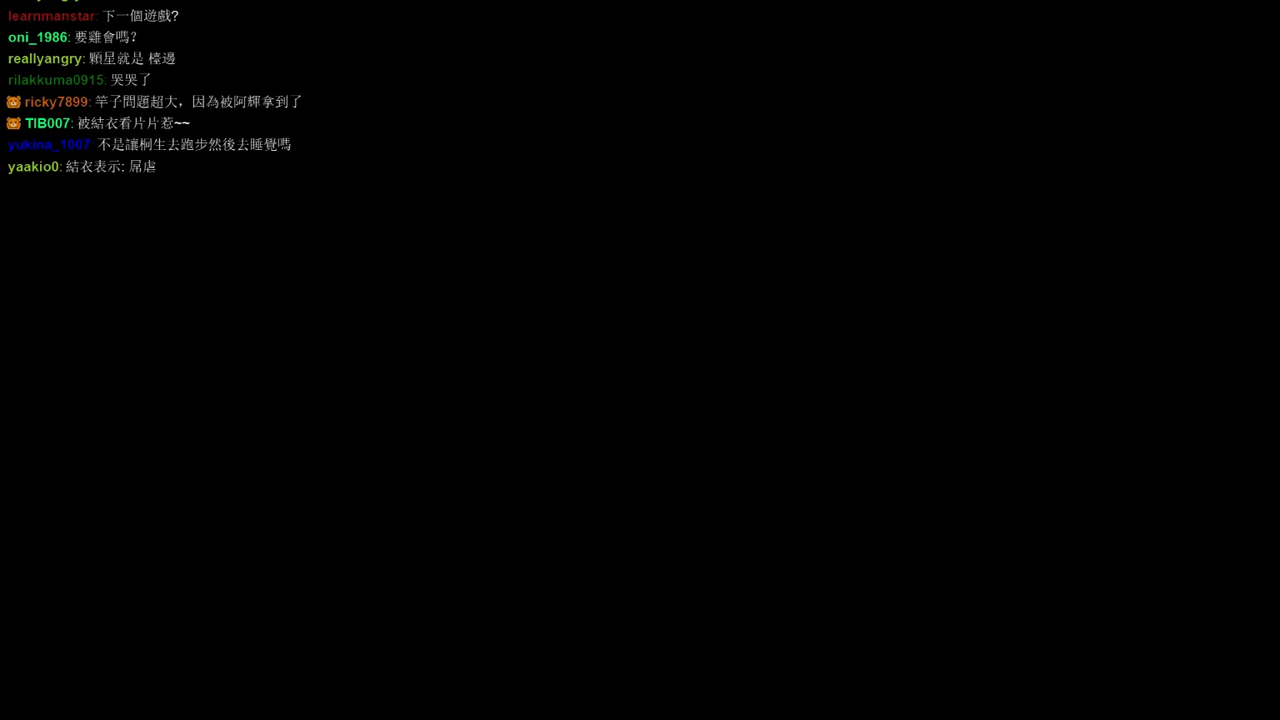 learnmanstar: 下一個遊戲?
oni_1986: 要雞會嗎?
reallyangry: 顆星就是 檯邊
rilakkuma0915: 哭哭了
ricky7899: 竿子問題超大，因為被阿輝拿到了
TIB007: 被結衣看片片惹~~
yukina_1007: 不是讓桐生去跑步然後去睡覺嗎
yaakio0: 結衣表示: 屌虐